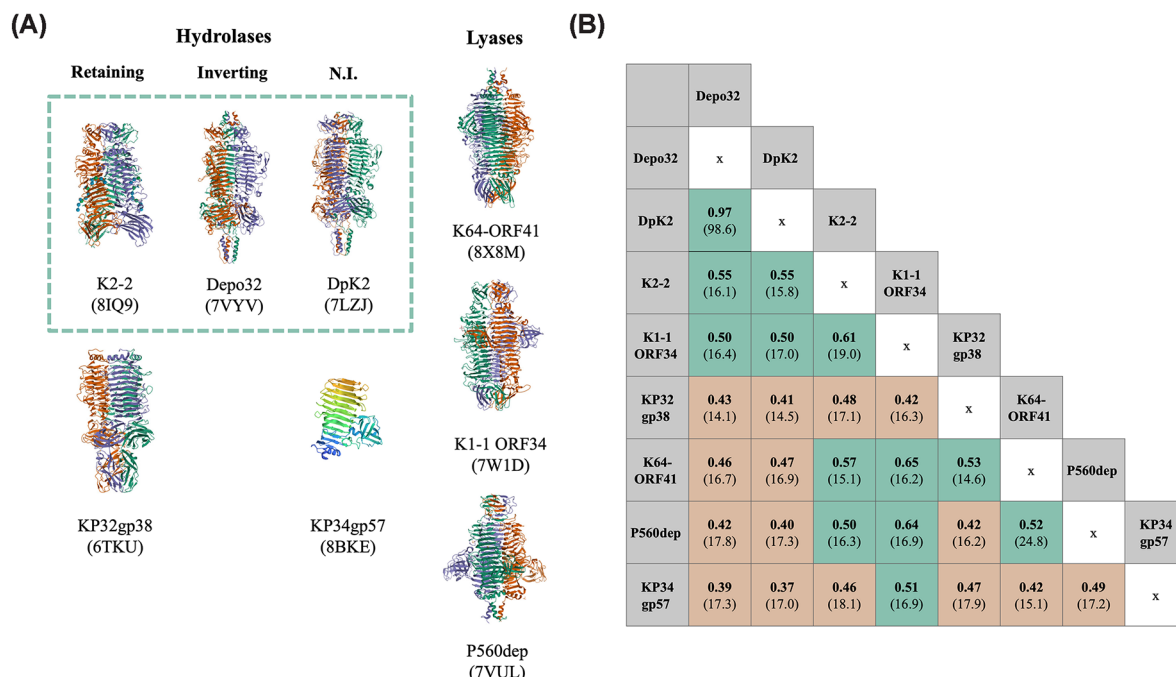 (A)
Hydrolases
Lyases
Retaining
Inverting
N.I.
K2-2
(8IQ9)
Depo32
(7VYV)
DpK2
(7LZJ)
K64-ORF41
(8X8M)
K1-1 ORF34
(7W1D)
KP32gp38
(6TKU)
KP34gp57
(8BKE)
P560dep
(7VUL)
(B)
Depo32
Depo32 x DpK2
DpK2 0.97 x K2-2
(98.6)
K2-2 0.55 0.55 x K1-1
(16.1) (15.8) ORF34
K1-1 0.50 0.50 0.61 x KP32
ORF34 (16.4) (17.0) (19.0) gp38
KP32 0.43 0.41 0.48 0.42 x K64-
gp38 (14.1) (14.5) (17.1) (16.3) ORF41
K64- 0.46 0.47 0.57 0.65 0.53 x P560dep
ORF41 (16.7) (16.9) (15.1) (16.2) (14.6)
P560dep 0.42 0.40 0.50 0.64 0.42 0.52 x KP34
(17.8) (17.3) (16.3) (16.9) (16.2) (24.8) gp57
KP34 0.39 0.37 0.46 0.51 0.47 0.42 0.49 x
gp57 (17.3) (17.0) (18.1) (16.9) (17.9) (15.1) (17.2)